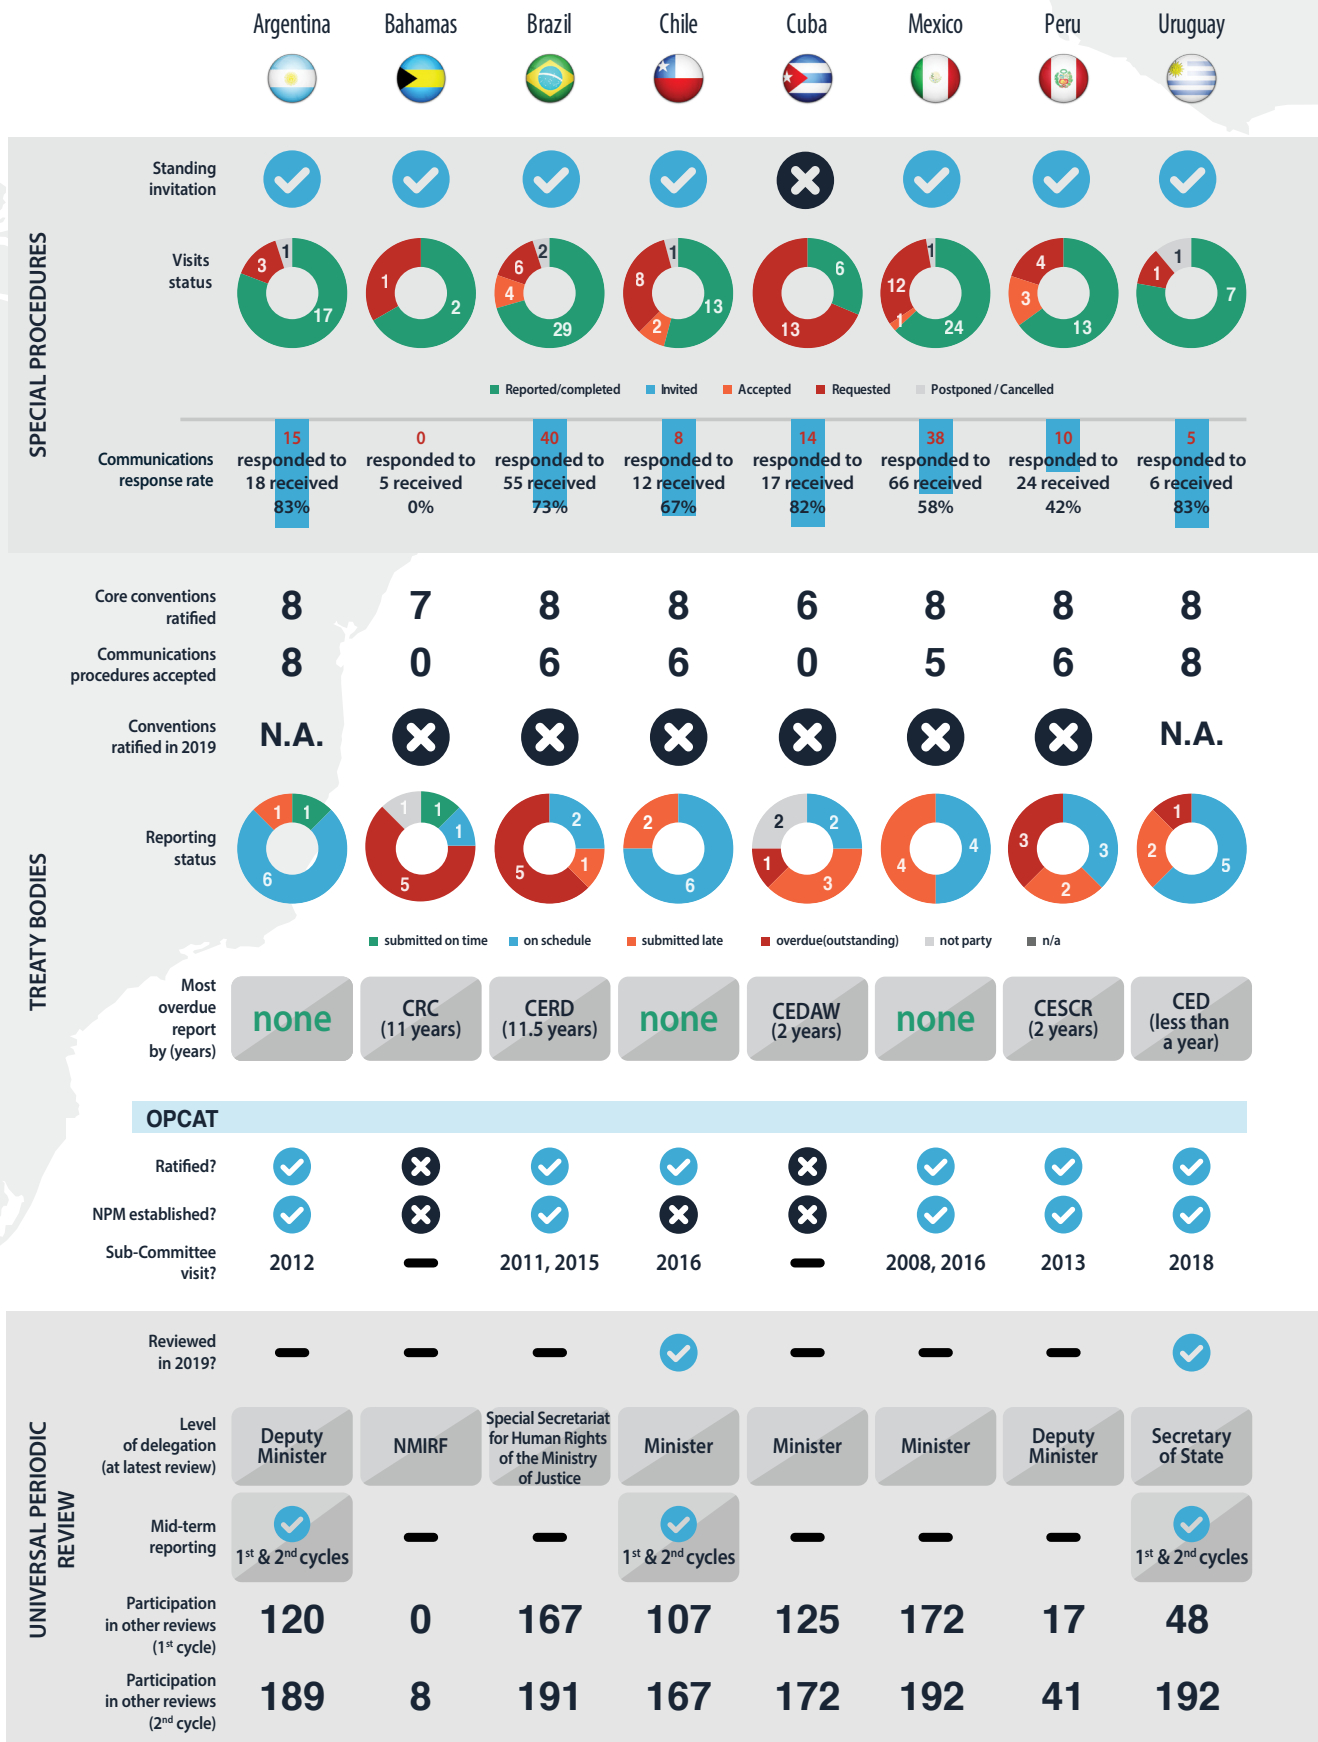 Argentina Bahamas Brazil Chile Cuba Mexico Peru Uruguay
SPECIAL PROCEDURES
Standing
invitation
Visits
status
3 1 17
1 2
6 2 4 29
8 1 2 13
6 13
12 1 1 24
4 3 13
1 1 7
Reported/completed Invited Accepted Requested Postponed / Cancelled
Communications
response rate
15 0 40 8 14 38 10 5
responded to responded to responded to responded to responded to responded to responded to responded to
18 received 5 received 55 received 12 received 17 received 66 received 24 received 6 received
83% 0% 73% 67% 82% 58% 42% 83%
TREATY BODIES
Core conventions
ratified
8 7 8 8 6 8 8 8
Communications
procedures accepted
8 0 6 6 0 5 6 8
Conventions
ratified in 2019
N.A. N.A.
Reporting
status
1 1 6
1 1 1 5
2 1 5
2 6
2 2 1 3
4 4
3 3 2
1 2 5
submitted on time on schedule submitted late overdue(outstanding) not party n/a
Most
overdue
report
by (years)
none
CRC
(11 years)
CERD
(11.5 years)
none
CEDAW
(2 years)
none
CESCR
(2 years)
CED
(less than
a year)
OPCAT
Ratified?
NPM established?
Sub-Committee
visit?
2012 2011, 2015 2016 2008, 2016 2013 2018
UNIVERSAL PERIODIC
REVIEW
Reviewed
in 2019?
Level
of delegation
(at latest review)
Deputy
Minister
NMIRF
Special Secretariat
for Human Rights
of the Ministry
of Justice
Minister
Minister
Minister
Deputy
Minister
Secretary
of State
Mid-term
reporting
1st & 2nd cycles 1st & 2nd cycles 1st & 2nd cycles
Participation
in other reviews
(1st cycle)
120 0 167 107 125 172 17 48
Participation
in other reviews
(2nd cycle)
189 8 191 167 172 192 41 192